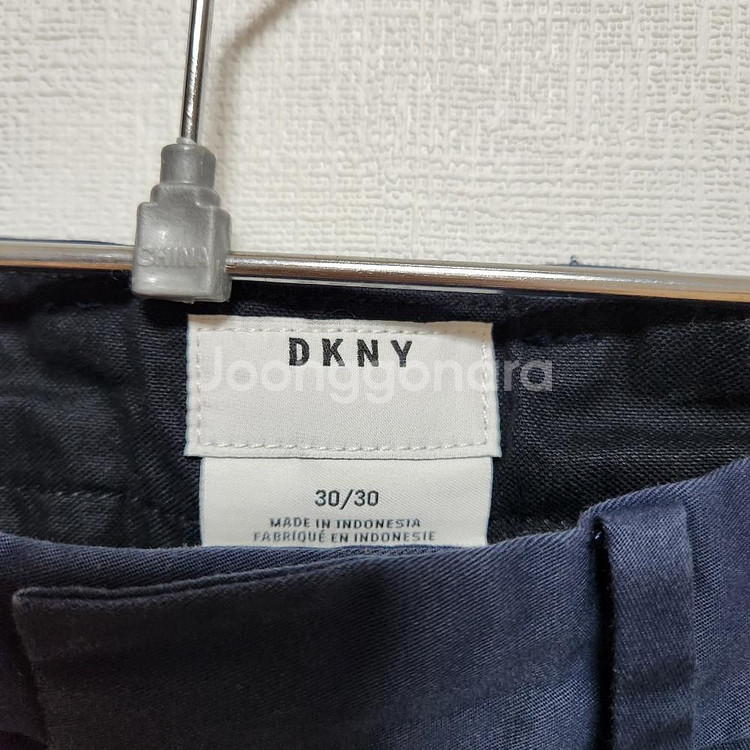 CHINA
DKNY
Joonggonara
30/30
MADE IN INDONESIA
FABRIQUÉ EN INDONESIE